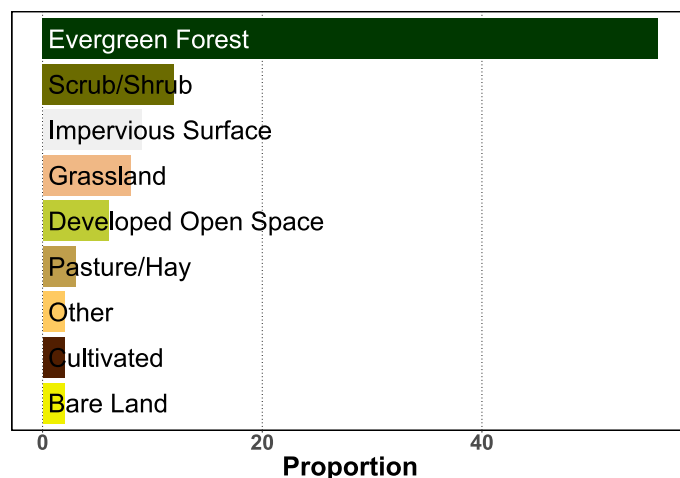 Evergreen Forest
Scrub/Shrub
Impervious Surface
Grassland
Developed Open Space
Pasture/Hay
Other
Cultivated
Bare Land
0 20 40
Proportion